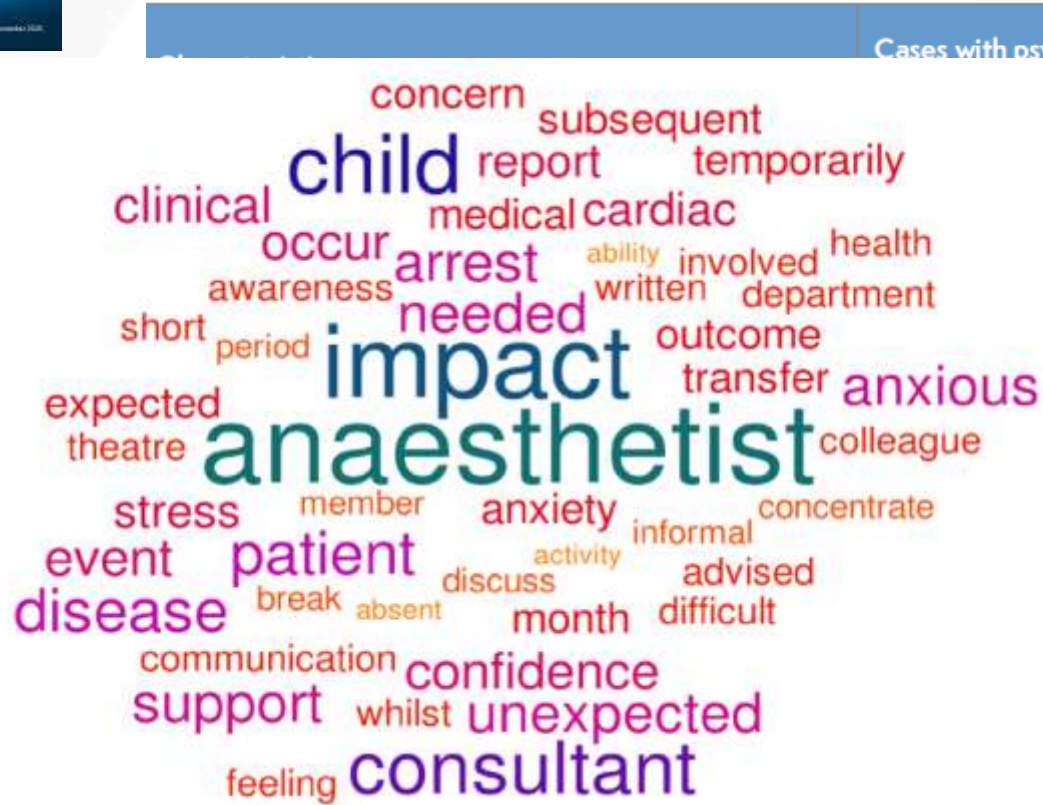 Cases with psy
concern
subsequent
child report temporarily
clinical medical cardiac
occur arrest ability involved health
awareness needed written department
short period impact outcome
transfer anxious
expected
theatre anaesthetist colleague
stress member anxiety concentrate
informal
event patient activity
discuss advised
disease break absent month difficult
communication confidence
support whilst unexpected
feeling consultant